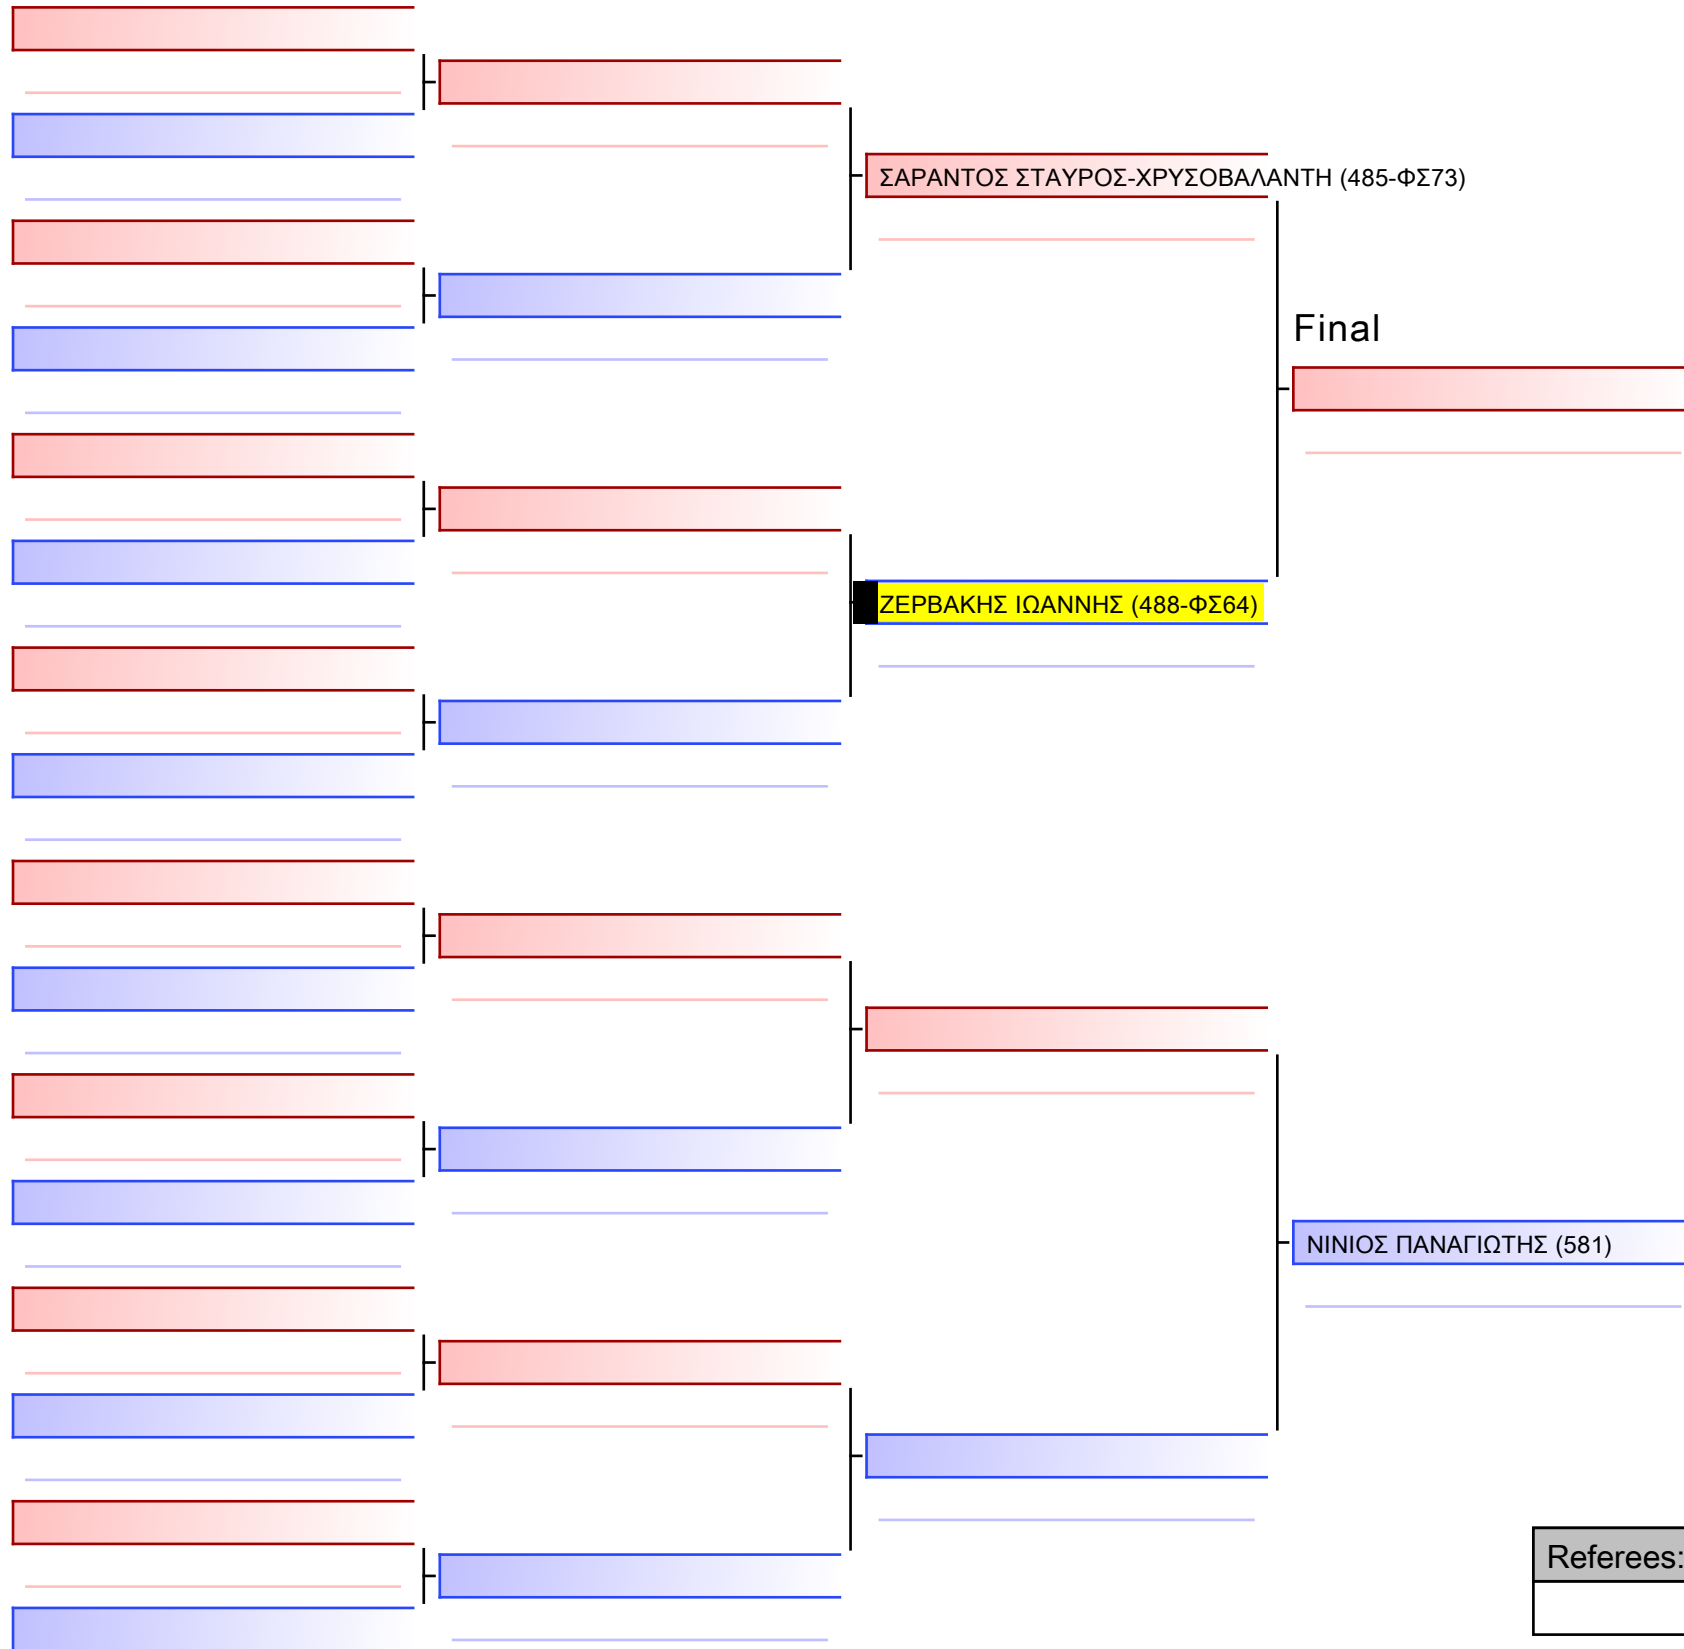 ΣΑΡΑΝΤΟΣ ΣΤΑΥΡΟΣ-ΧΡΥΣΟΒΑΛΑΝΤΗ (485-ΦΣ73)
Final
ΖΕΡΒΑΚΗΣ ΙΩΑΝΝΗΣ (488-ΦΣ64)
ΝΙΝΙΟΣ ΠΑΝΑΓΙΩΤΗΣ (581)
Referees: